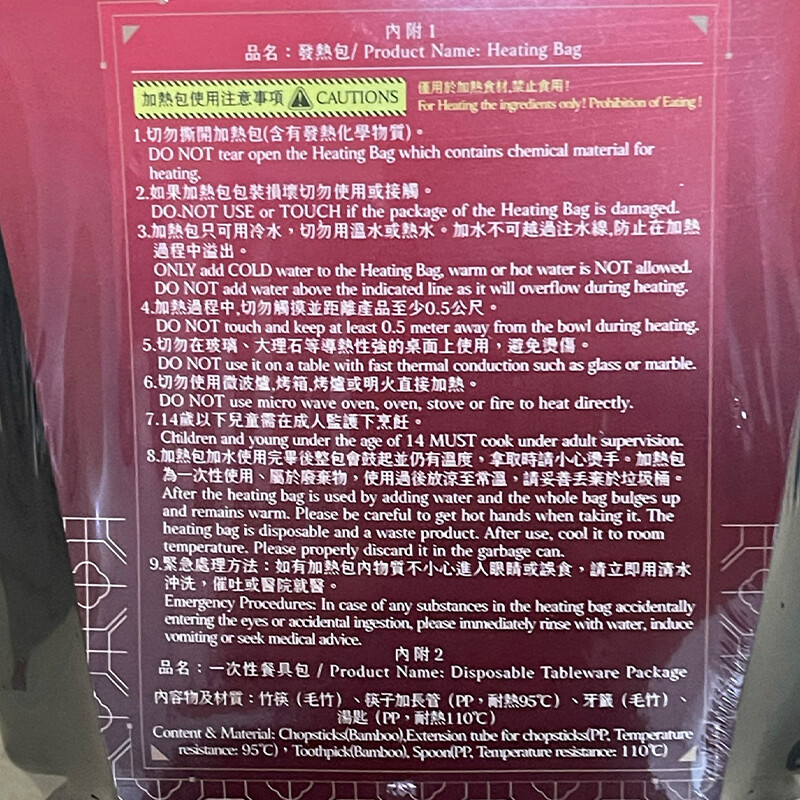 內附1
品名：發熱包/ Product Name: Heating Bag
加熱包使用注意事項 CAUTIONS
僅用於加熱食材,禁止食用!
For Heating the ingredients only! Prohibition of Eating!
1.切勿撕開加熱包(含有發熱化學物質)。
DO NOT tear open the Heating Bag which contains chemical material for
heating.
2.如果加熱包包裝損壞切勿使用或接觸。
DO.NOT USE or TOUCH if the package of the Heating Bag is damaged.
3.加熱包只可用冷水，切勿用溫水或熱水。加水不可越過注水線,防止在加熱
過程中溢出。
ONLY add COLD water to the Heating Bag, warm or hot water is NOT allowed.
DO NOT add water above the indicated line as it will overflow during heating.
4.加熱過程中,切勿觸摸並距離產品至少0.5公尺。
DO NOT touch and keep at least 0.5 meter away from the bowl during heating.
5.切勿在玻璃、大理石等導熱性強的桌面上使用，避免燙傷。
DO NOT use it on a table with fast thermal conduction such as glass or marble.
6.切勿使用微波爐,烤箱,烤爐或明火直接加熱。
DO NOT use micro wave oven, oven, stove or fire to heat directly.
7.14歲以下兒童需在成人監護下烹飪。
Children and young under the age of 14 MUST cook under adult supervision.
8.加熱包加水使用完畢後整包會鼓起並仍有溫度，拿取時請小心燙手。加熱包
為一次性使用、屬於廢棄物，使用過後放涼至常溫，請妥善丟棄於垃圾桶。
After the heating bag is used by adding water and the whole bag bulges up
and remains warm. Please be careful to get hot hands when taking it. The
heating bag is disposable and a waste product. After use, cool it to room
temperature. Please properly discard it in the garbage can.
9.緊急處理方法：如有加熱包內物質不小心進入眼睛或誤食，請立即用清水
沖洗，催吐或醫院就醫。
Emergency Procedures: In case of any substances in the heating bag accidentally
entering the eyes or accidental ingestion, please immediately rinse with water, induce
vomiting or seek medical advice.
內附2
品名：一次性餐具包 / Product Name: Disposable Tableware Package
內容物及材質：竹筷（毛竹）、筷子加長管（PP，耐熱95℃）、牙籤（毛竹）、
湯匙（PP，耐熱110℃）
Content & Material: Chopsticks(Bamboo),Extension tube for chopsticks(PP, Temperature
resistance: 95℃)，Toothpick(Bamboo), Spoon(PP, Temperature resistance: 110℃)